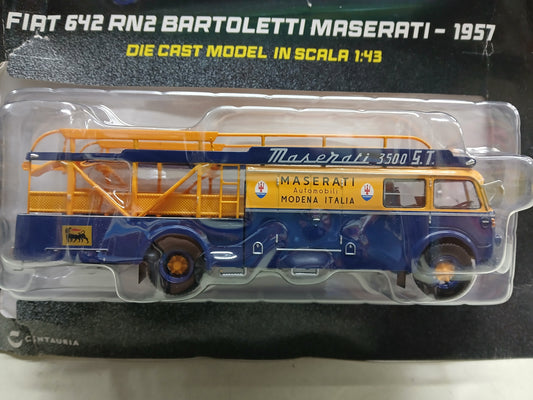 FIAT 642 RN2 BARTOLETTI MASERATI - 1957
DIE CAST MODEL IN SCALA 1:43
Maserati 3500 G.T.
MASERATI
Automobili
MODENA ITALIA
CENTAURIA